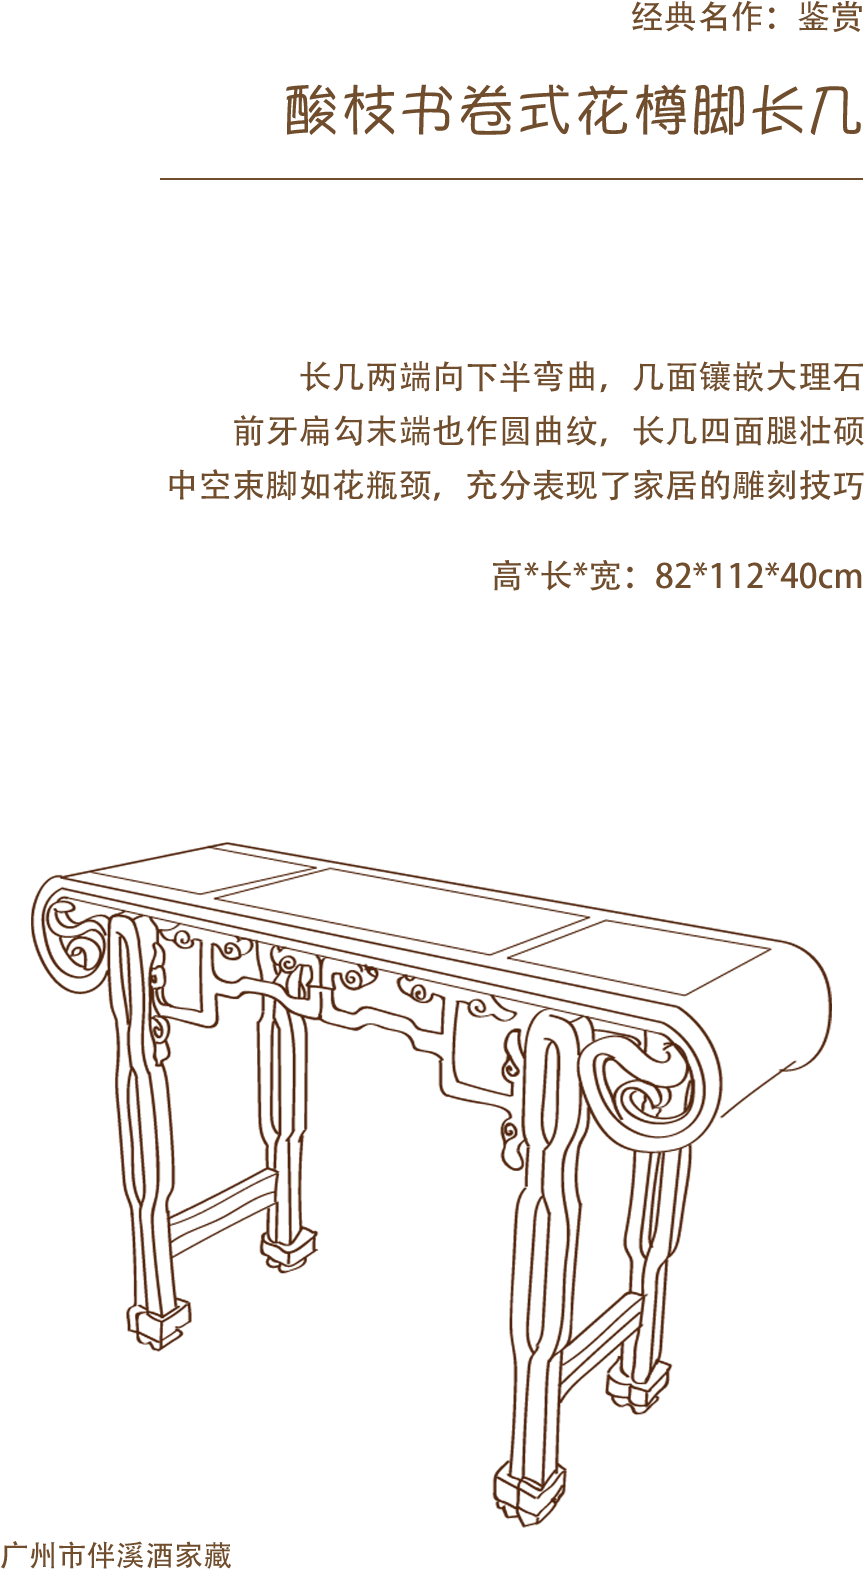 经典名作：鉴赏
酸枝书卷式花樽脚长几
长几两端向下半弯曲，几面镶嵌大理石
前牙扁勾末端也作圆曲纹，长几四面腿壮硕
中空束脚如花瓶颈，充分表现了家居的雕刻技巧
高*长*宽：82*112*40cm
广州市伴溪酒家藏